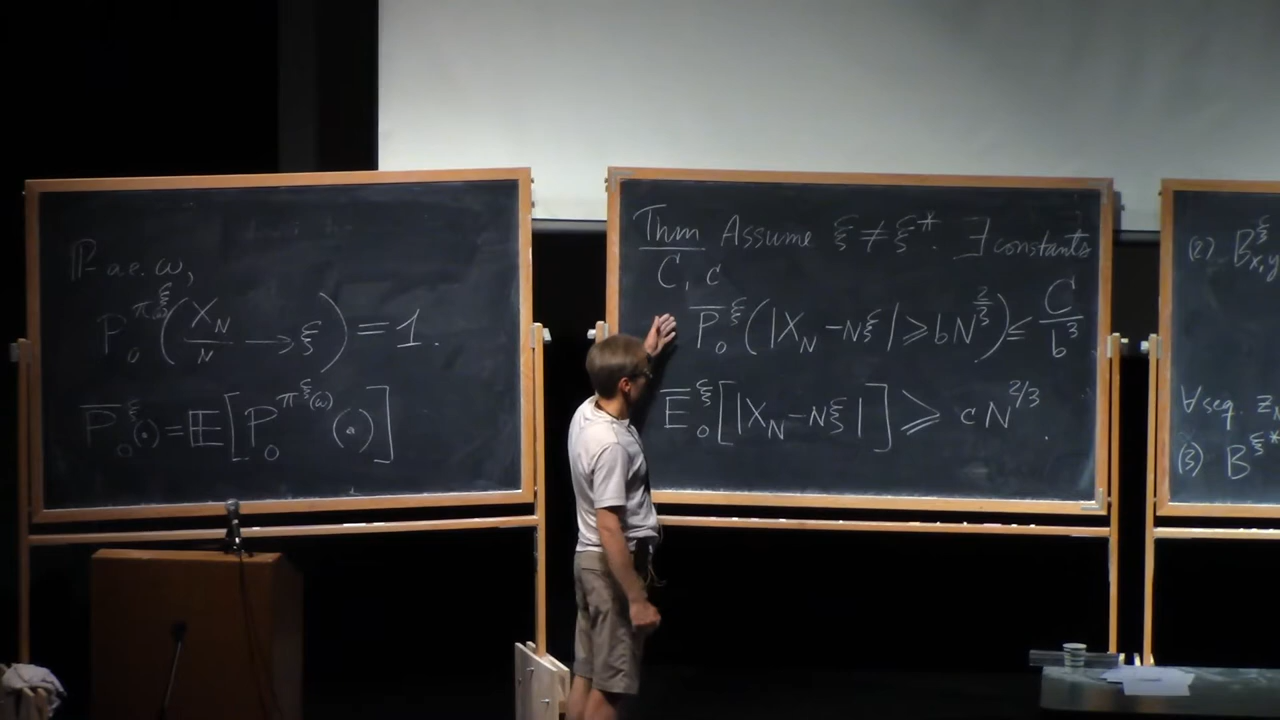 ℙ-a.e. ω,
P₀^{π^ξ(ω)}(X_N/N → ξ) = 1.
P̄₀^ξ(•) = 𝔼[P₀^{π^ξ(ω)}(•)]
Thm Assume ξ ≠ ξ*. ∃ constants
C, c
P̄₀^ξ(|X_N − Nξ| ⩾ bN^{2/3}) ≤ C/b³
Ē₀^ξ[|X_N − Nξ|] ⩾ cN^{2/3}.
(2) B^ξ_{x,y
∀ seq.
(3) B^{ξ*